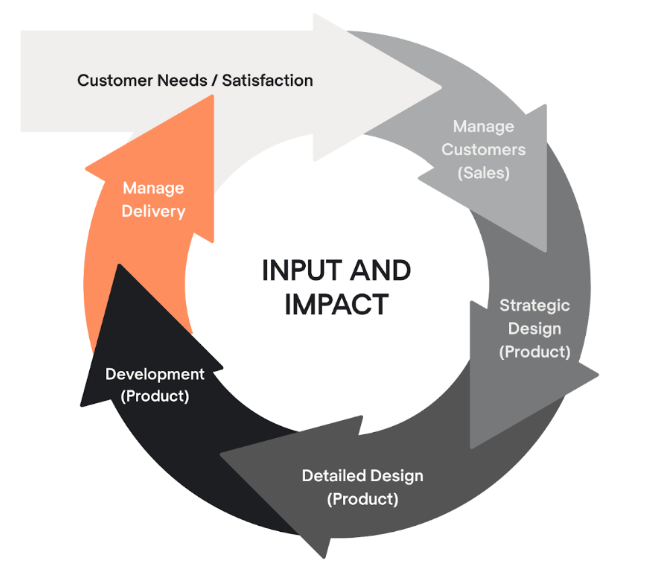 Customer Needs / Satisfaction
Manage
Customers
(Sales)
Strategic
Design
(Product)
Detailed Design
(Product)
Development
(Product)
Manage
Delivery
INPUT AND
IMPACT